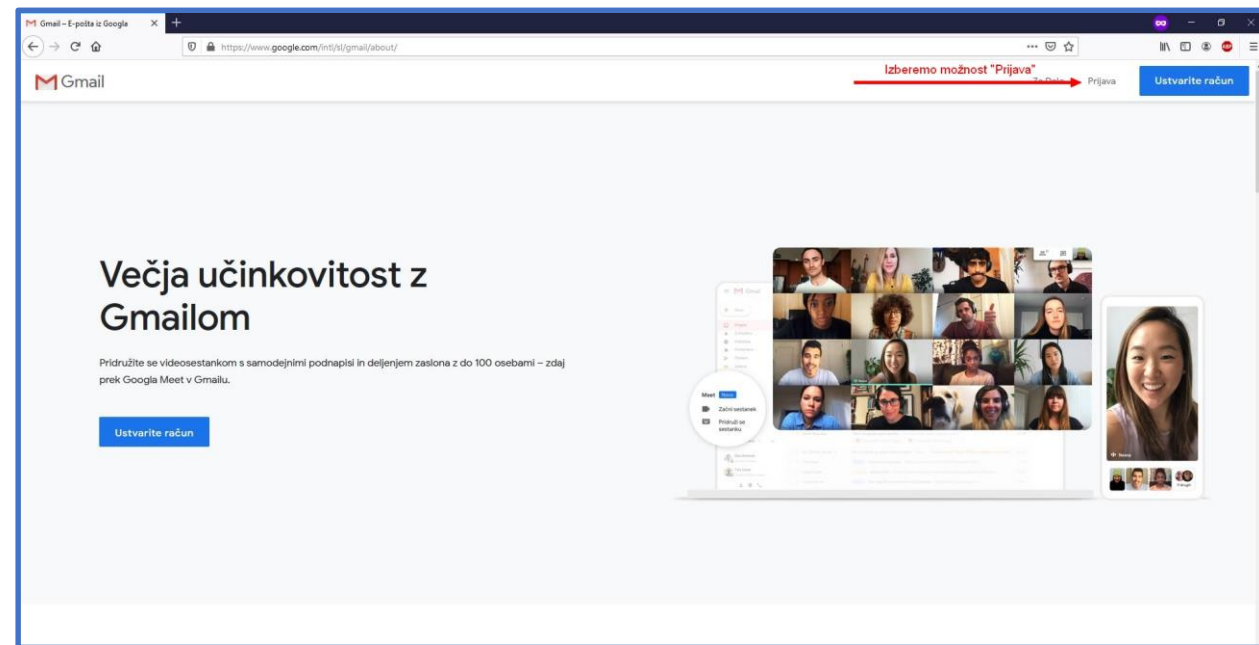 Gmail – E-pošta iz Googla
https://www.google.com/intl/sl/gmail/about/
Gmail
Izberemo možnost "Prijava"
Prijava
Ustvarite račun
Večja učinkovitost z
Gmailom
Pridružite se videosestankom s samodejnimi podnapisi in deljenjem zaslona z do 100 osebami – zdaj
prek Googla Meet v Gmailu.
Ustvarite račun
Gmail
Meet
Začni sestanek
Pridruži se
sestanku